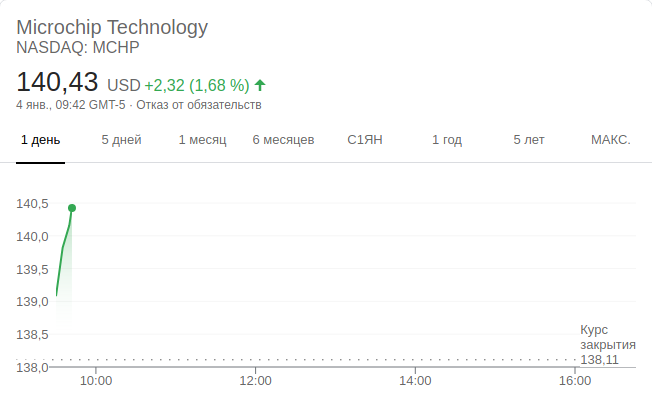 Microchip Technology
NASDAQ: MCHP
140,43 USD +2,32 (1,68 %)
4 янв., 09:42 GMT-5 · Отказ от обязательств
1 день 5 дней 1 месяц 6 месяцев С1ЯН 1 год 5 лет МАКС.
140,5
140,0
139,5
139,0
138,5
138,0
Курс
закрытия
138,11
10:00 12:00 14:00 16:00